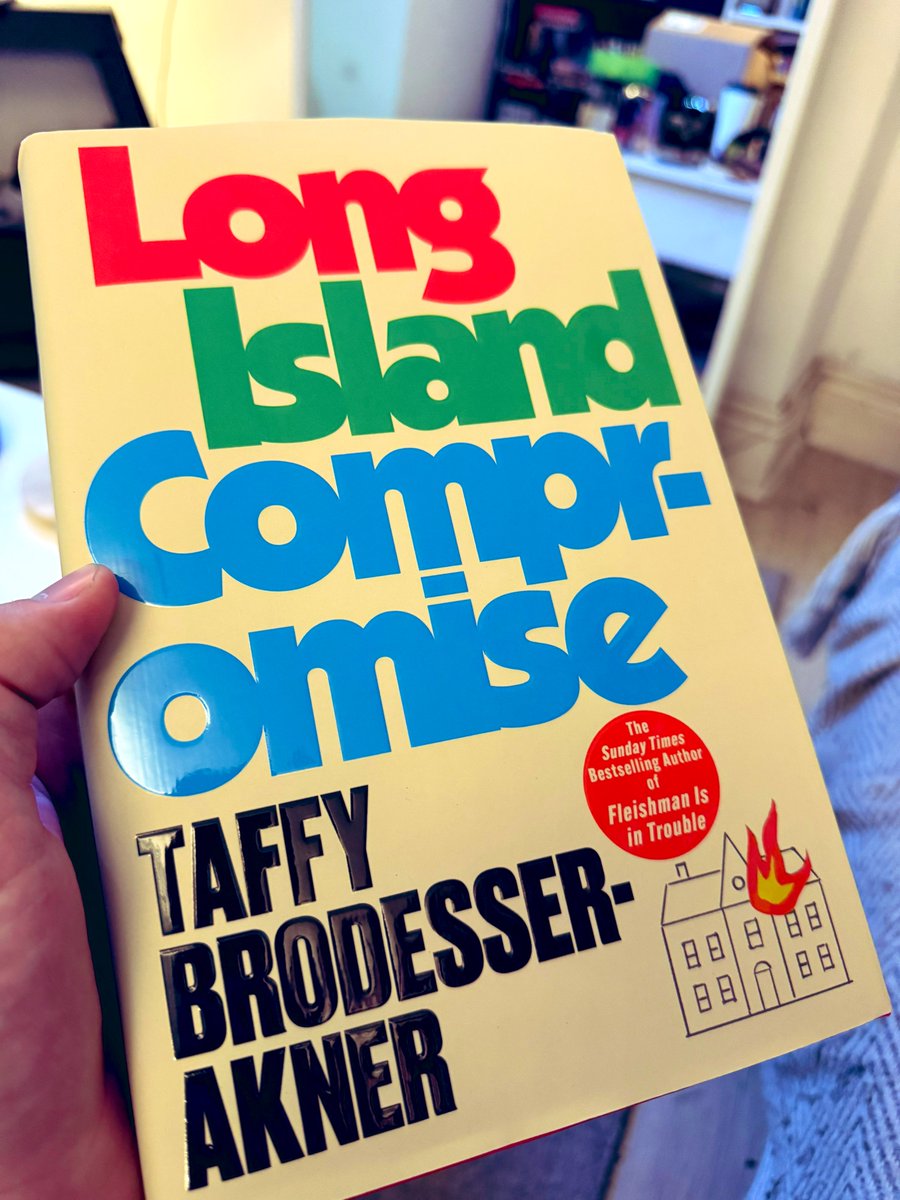 Long
Island
Compr-
omise
The
Sunday Times
Bestselling Author
of
Fleishman Is
in Trouble
TAFFY
BRODESSER-
AKNER